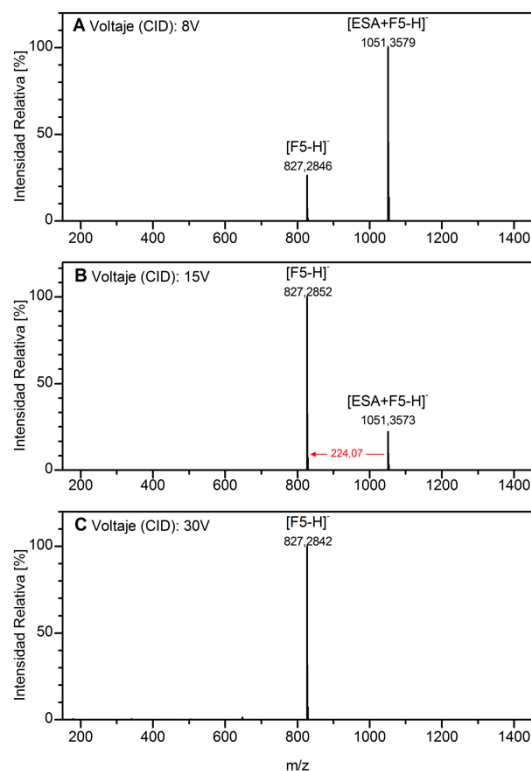 A Voltaje (CID): 8V
[ESA+F5-H]⁻
1051,3579
[F5-H]⁻
827,2846
Intensidad Relativa [%]
100
50
0
200 400 600 800 1000 1200 1400
B Voltaje (CID): 15V
[F5-H]⁻
827,2852
[ESA+F5-H]⁻
1051,3573
224,07
Intensidad Relativa [%]
100
50
0
200 400 600 800 1000 1200 1400
C Voltaje (CID): 30V
[F5-H]⁻
827,2842
Intensidad Relativa [%]
100
50
0
200 400 600 800 1000 1200 1400
m/z